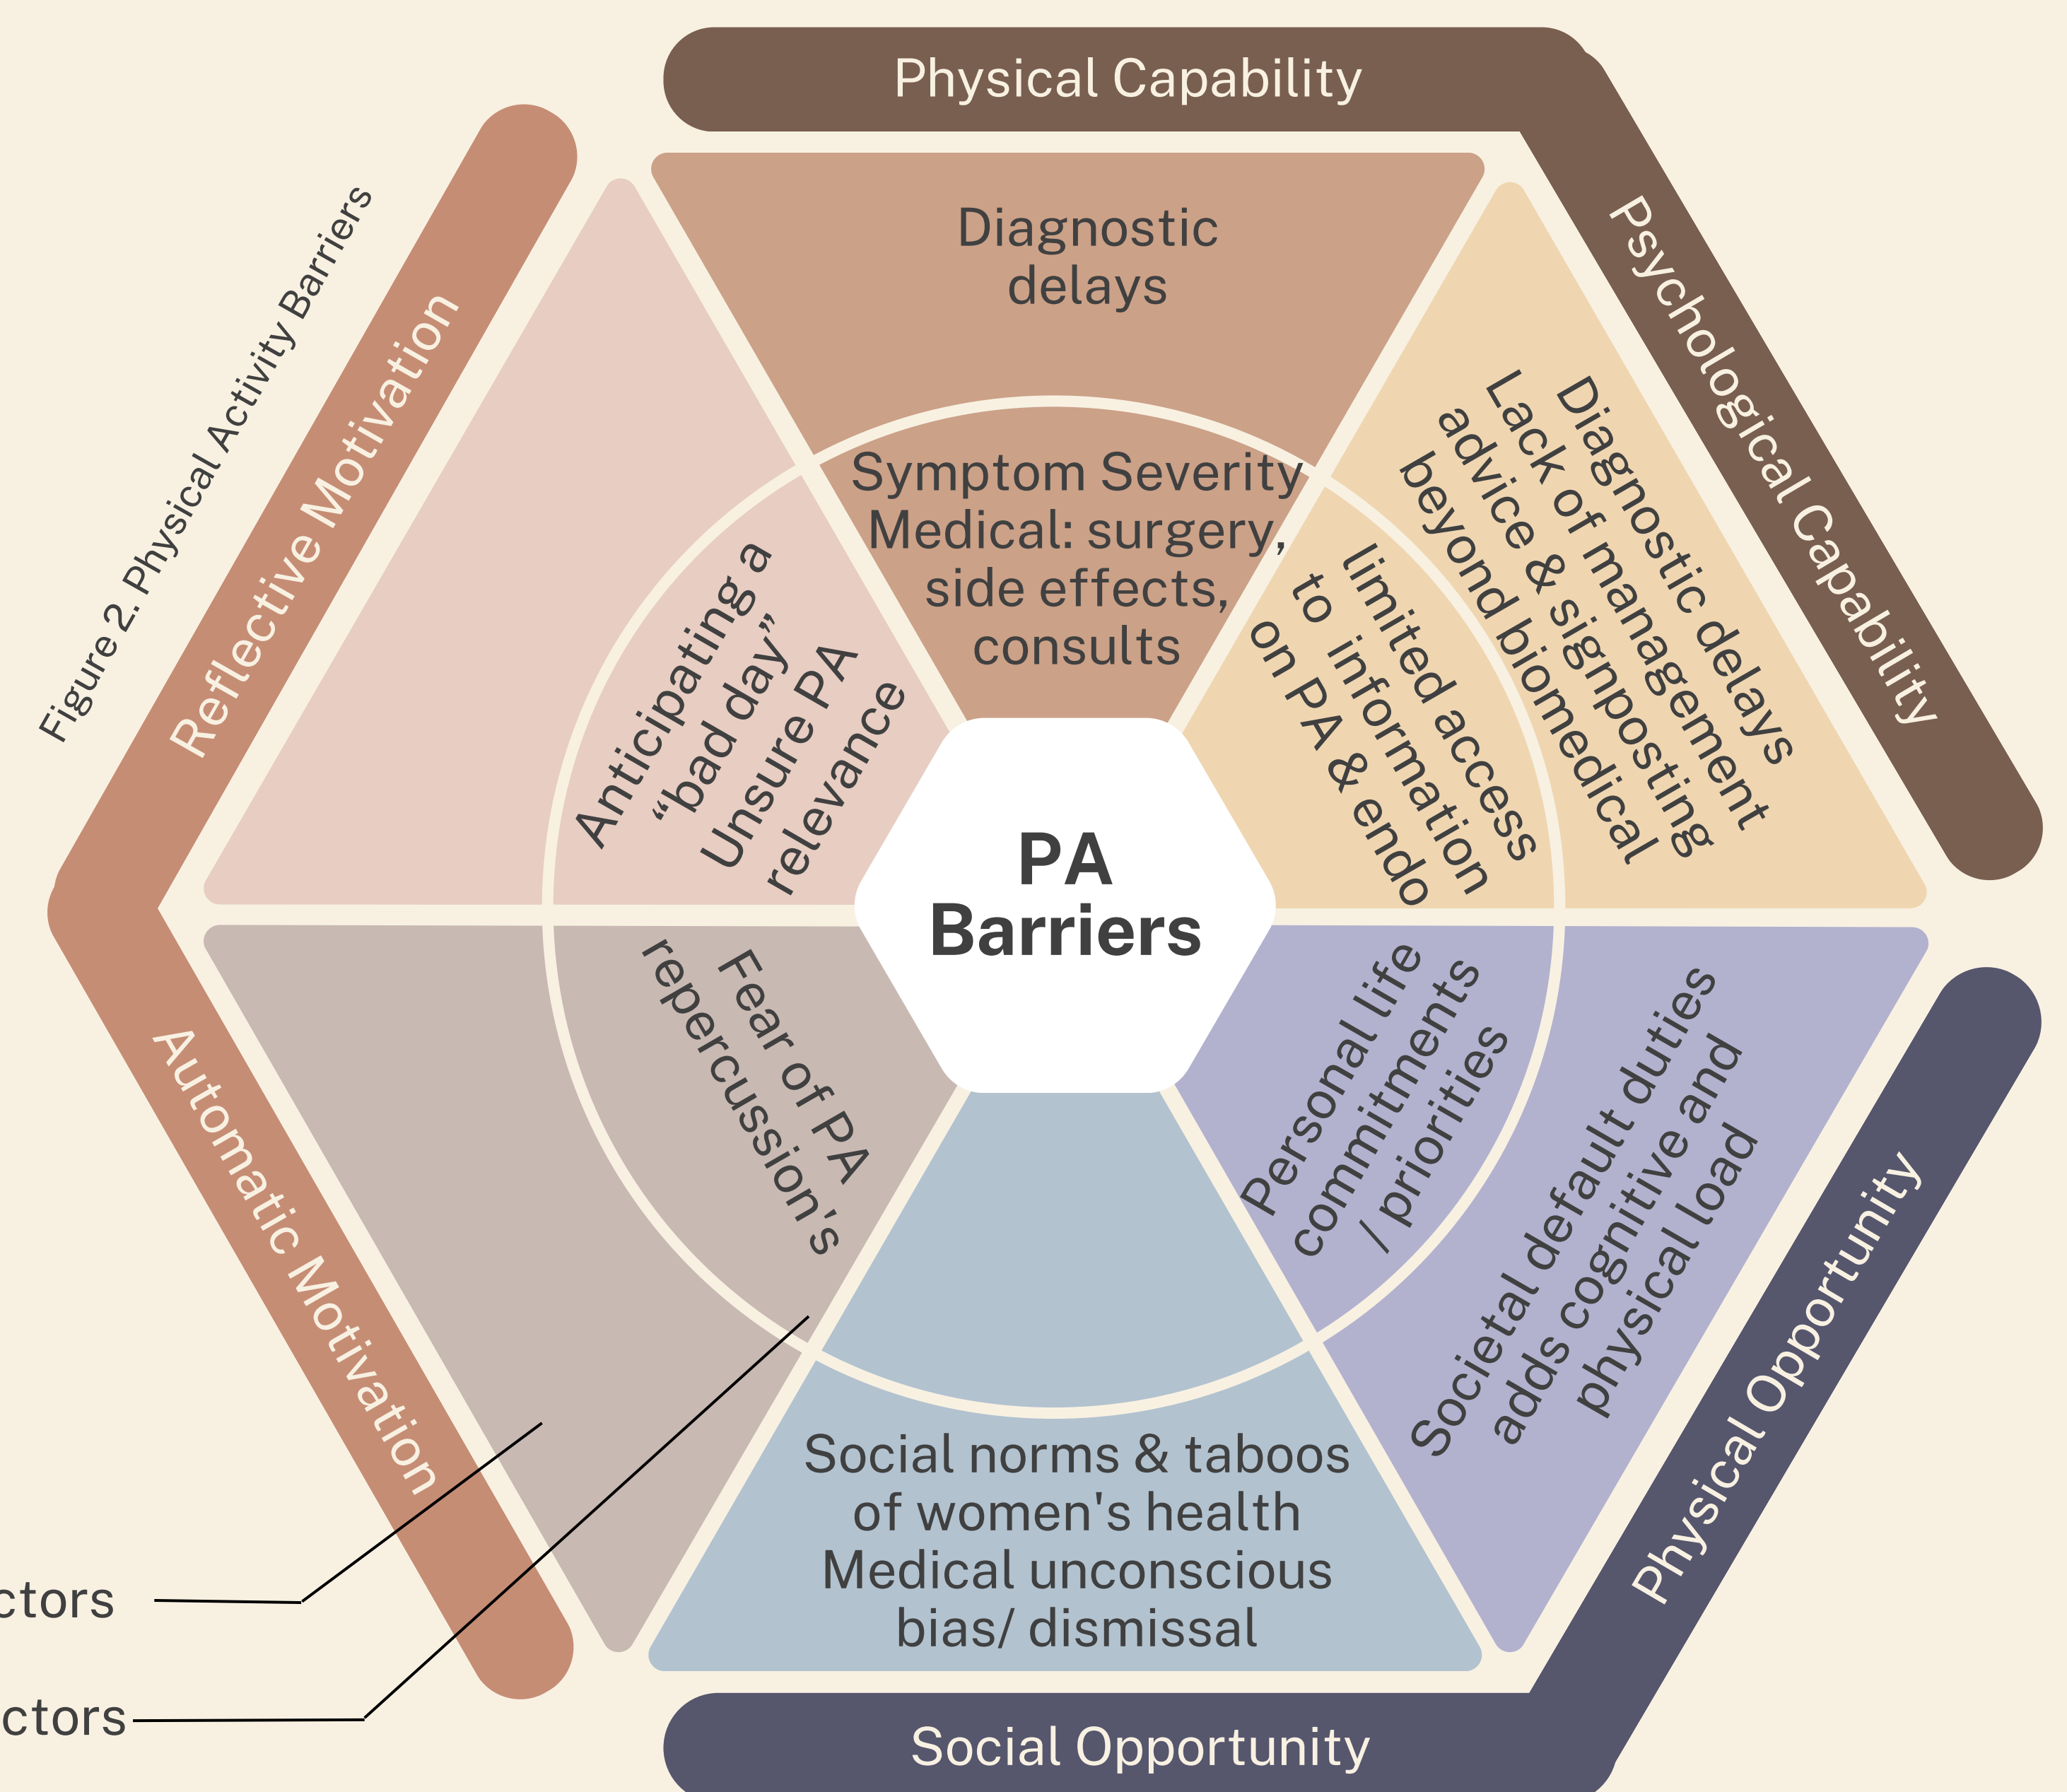 Physical Capability
Diagnostic
delays
Symptom Severity
Medical: surgery,
side effects,
consults
Psychological Capability
Diagnostic delays
Lack of management
advice & signposting
beyond biomedical
limited access
to information
on PA & endo
Figure 2. Physical Activity Barriers
Reflective Motivation
Anticipating a
“bad day”
Unsure PA
relevance
PA
Barriers
Automatic Motivation
Fear of PA
repercussion's
Personal life
commitments
/ priorities
Societal default duties
adds cognitive and
physical load
Physical Opportunity
Social norms & taboos
of women's health
Medical unconscious
bias/ dismissal
Social Opportunity
ctors
ctors